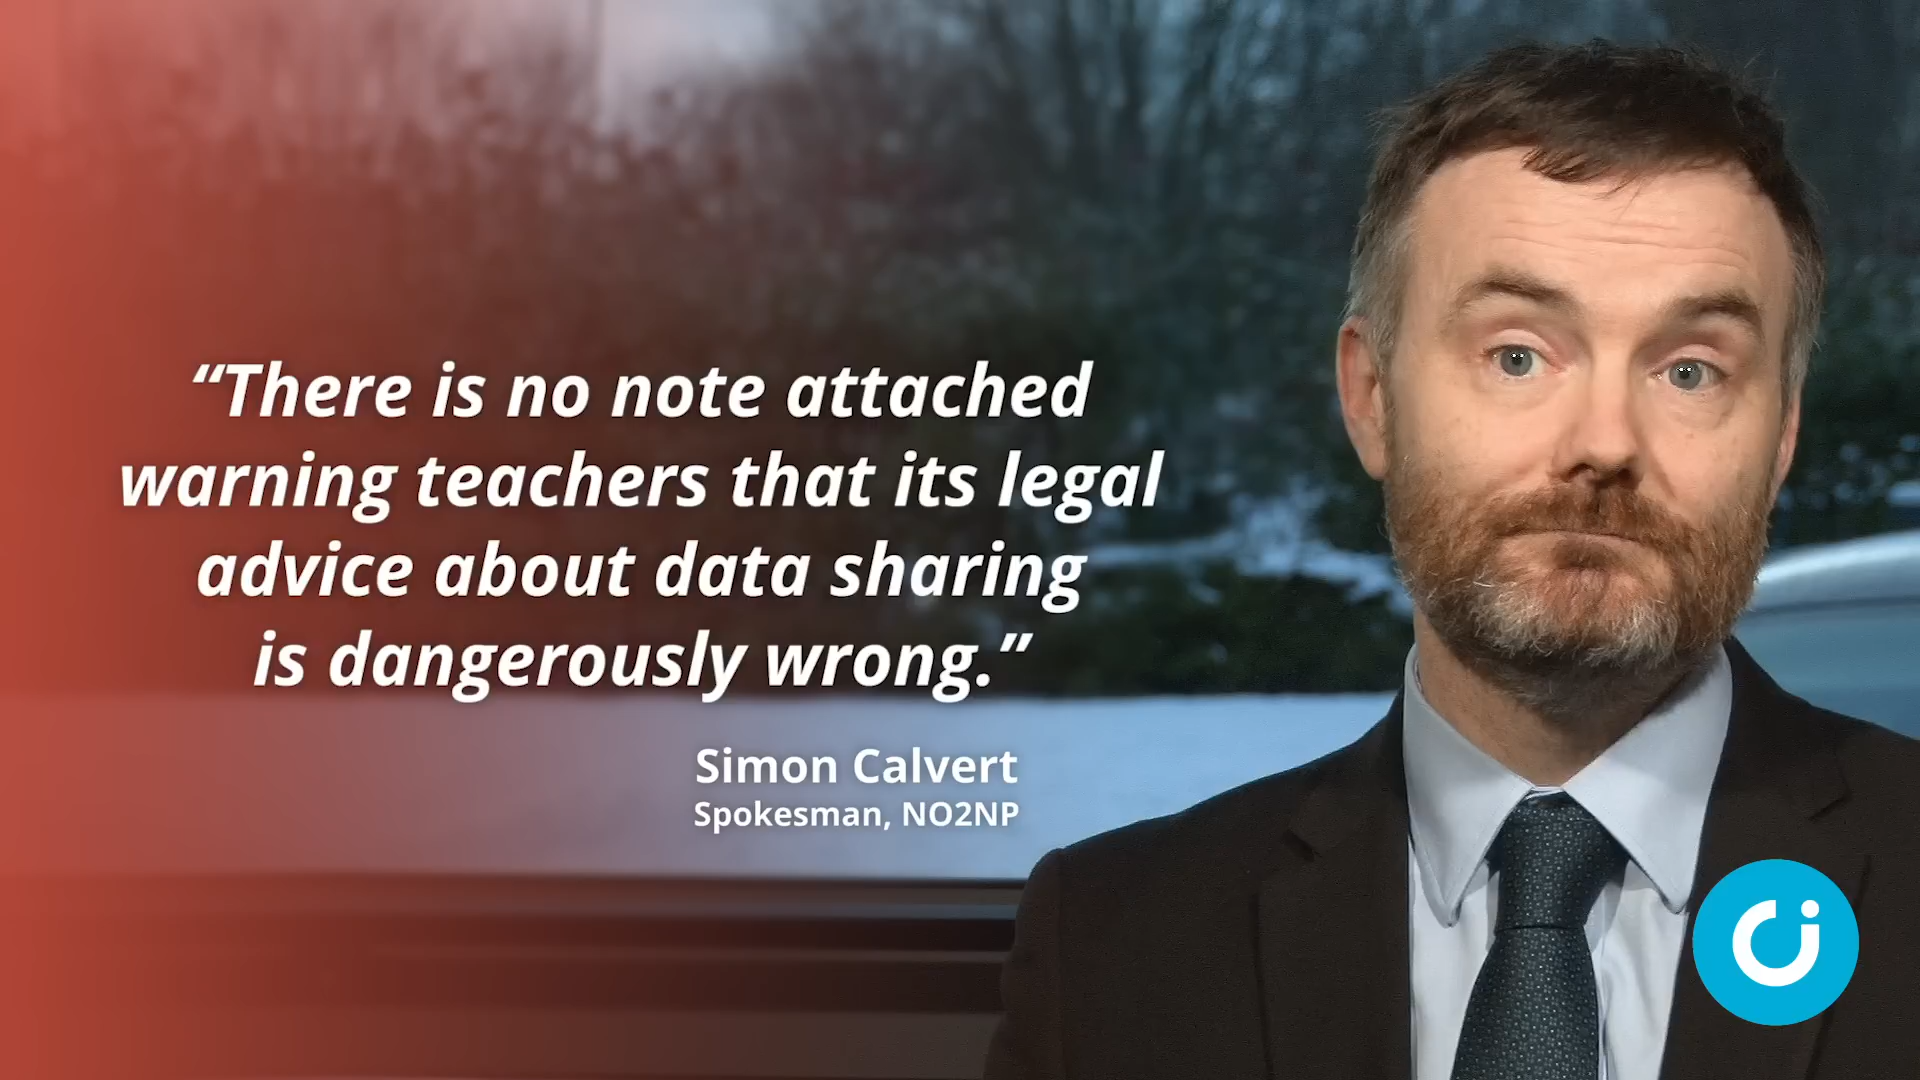 “There is no note attached
warning teachers that its legal
advice about data sharing
is dangerously wrong.”
Simon Calvert
Spokesman, NO2NP